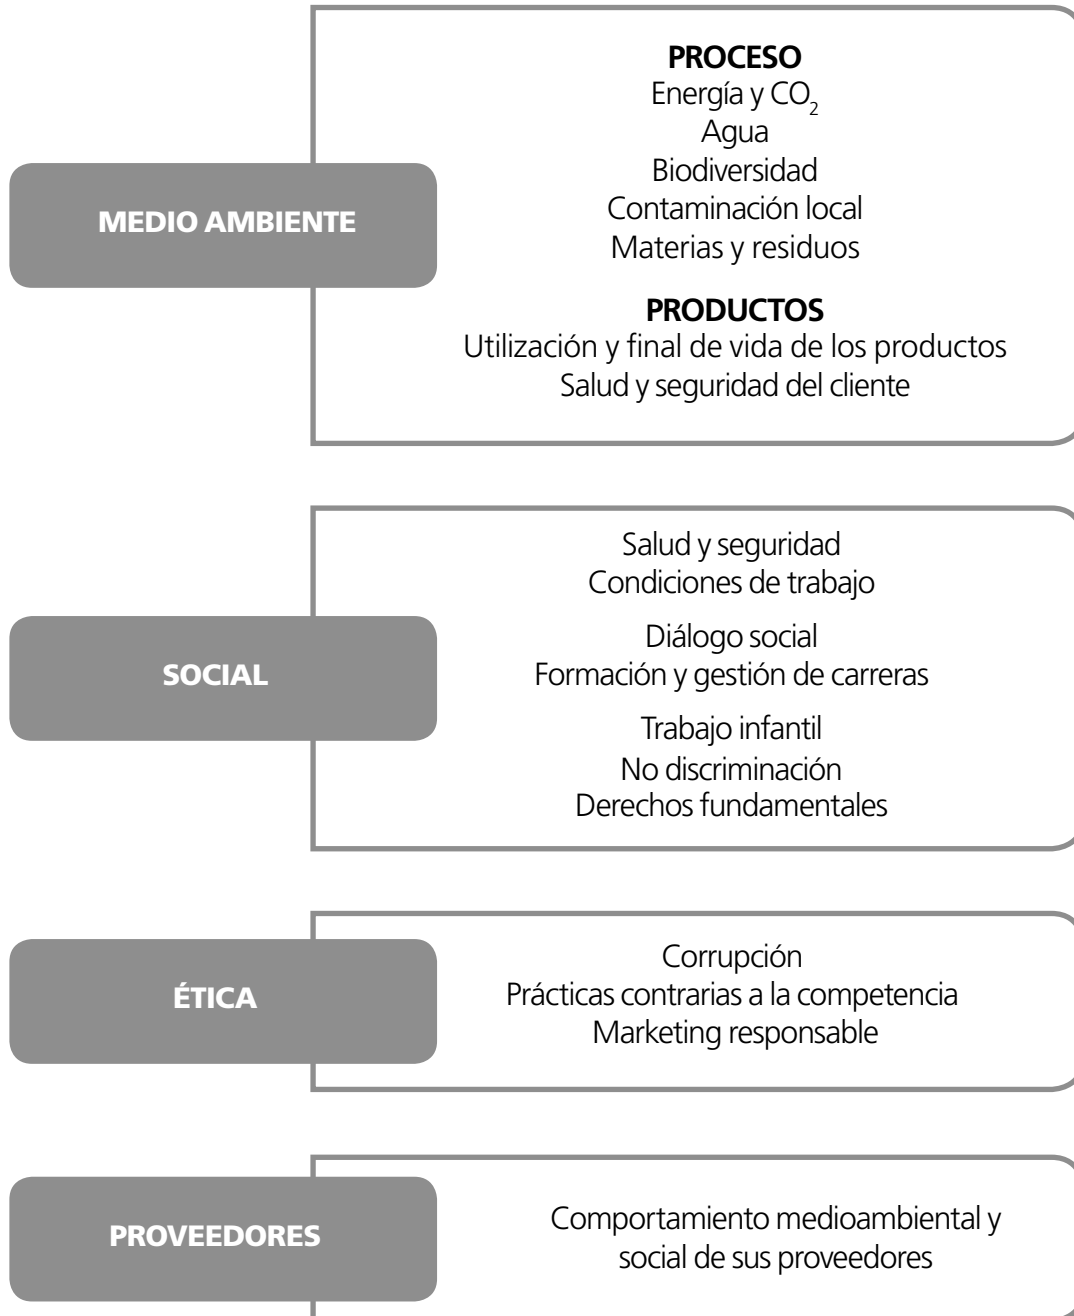 MEDIO AMBIENTE
PROCESO
Energía y CO₂
Agua
Biodiversidad
Contaminación local
Materias y residuos
PRODUCTOS
Utilización y final de vida de los productos
Salud y seguridad del cliente
SOCIAL
Salud y seguridad
Condiciones de trabajo
Diálogo social
Formación y gestión de carreras
Trabajo infantil
No discriminación
Derechos fundamentales
ÉTICA
Corrupción
Prácticas contrarias a la competencia
Marketing responsable
PROVEEDORES
Comportamiento medioambiental y
social de sus proveedores